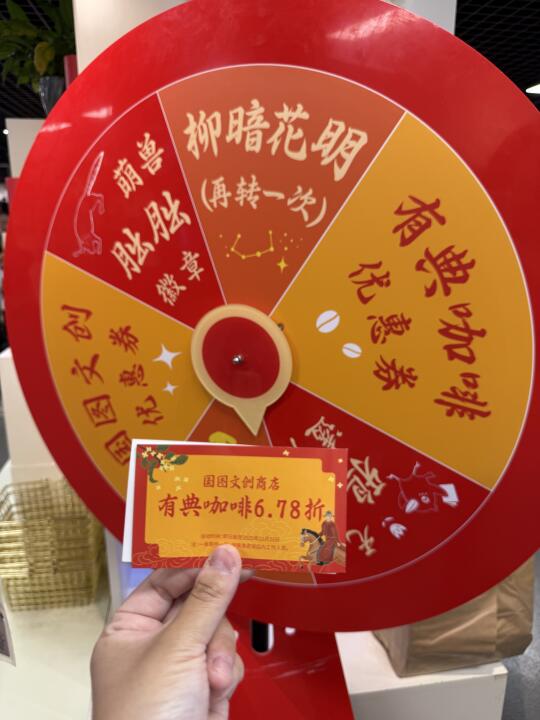 柳暗花明
(再转一次)
有典咖啡
优惠券
萌兽
朏朏
徽章
国图文创
优惠券
国图文创商店
有典咖啡6.78折